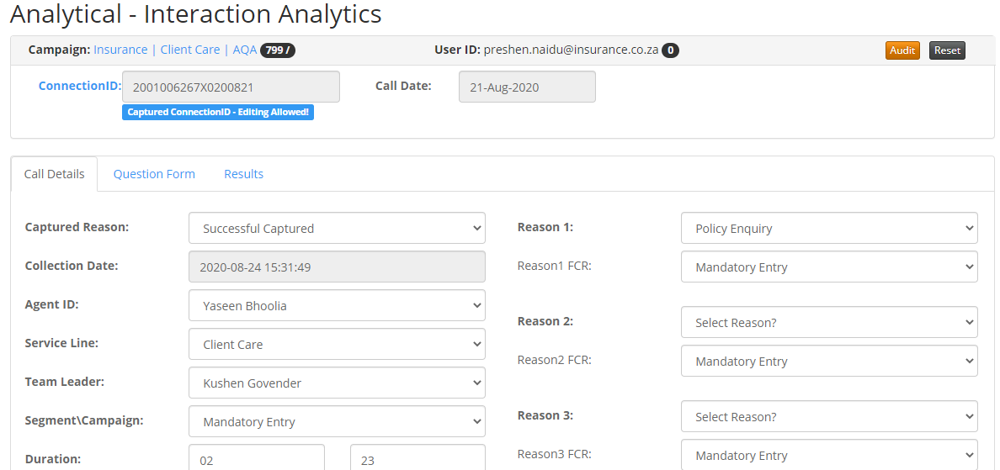 Analytical - Interaction Analytics
Campaign: Insurance | Client Care | AQA 799 /
User ID: preshen.naidu@insurance.co.za 0
Audit
Reset
ConnectionID: 2001006267X0200821
Call Date: 21-Aug-2020
Captured ConnectionID - Editing Allowed!
Call Details
Question Form
Results
Captured Reason: Successful Captured
Collection Date: 2020-08-24 15:31:49
Agent ID: Yaseen Bhoolia
Service Line: Client Care
Team Leader: Kushen Govender
Segment\Campaign: Mandatory Entry
Duration: 02 23
Reason 1: Policy Enquiry
Reason1 FCR: Mandatory Entry
Reason 2: Select Reason?
Reason2 FCR: Mandatory Entry
Reason 3: Select Reason?
Reason3 FCR: Mandatory Entry